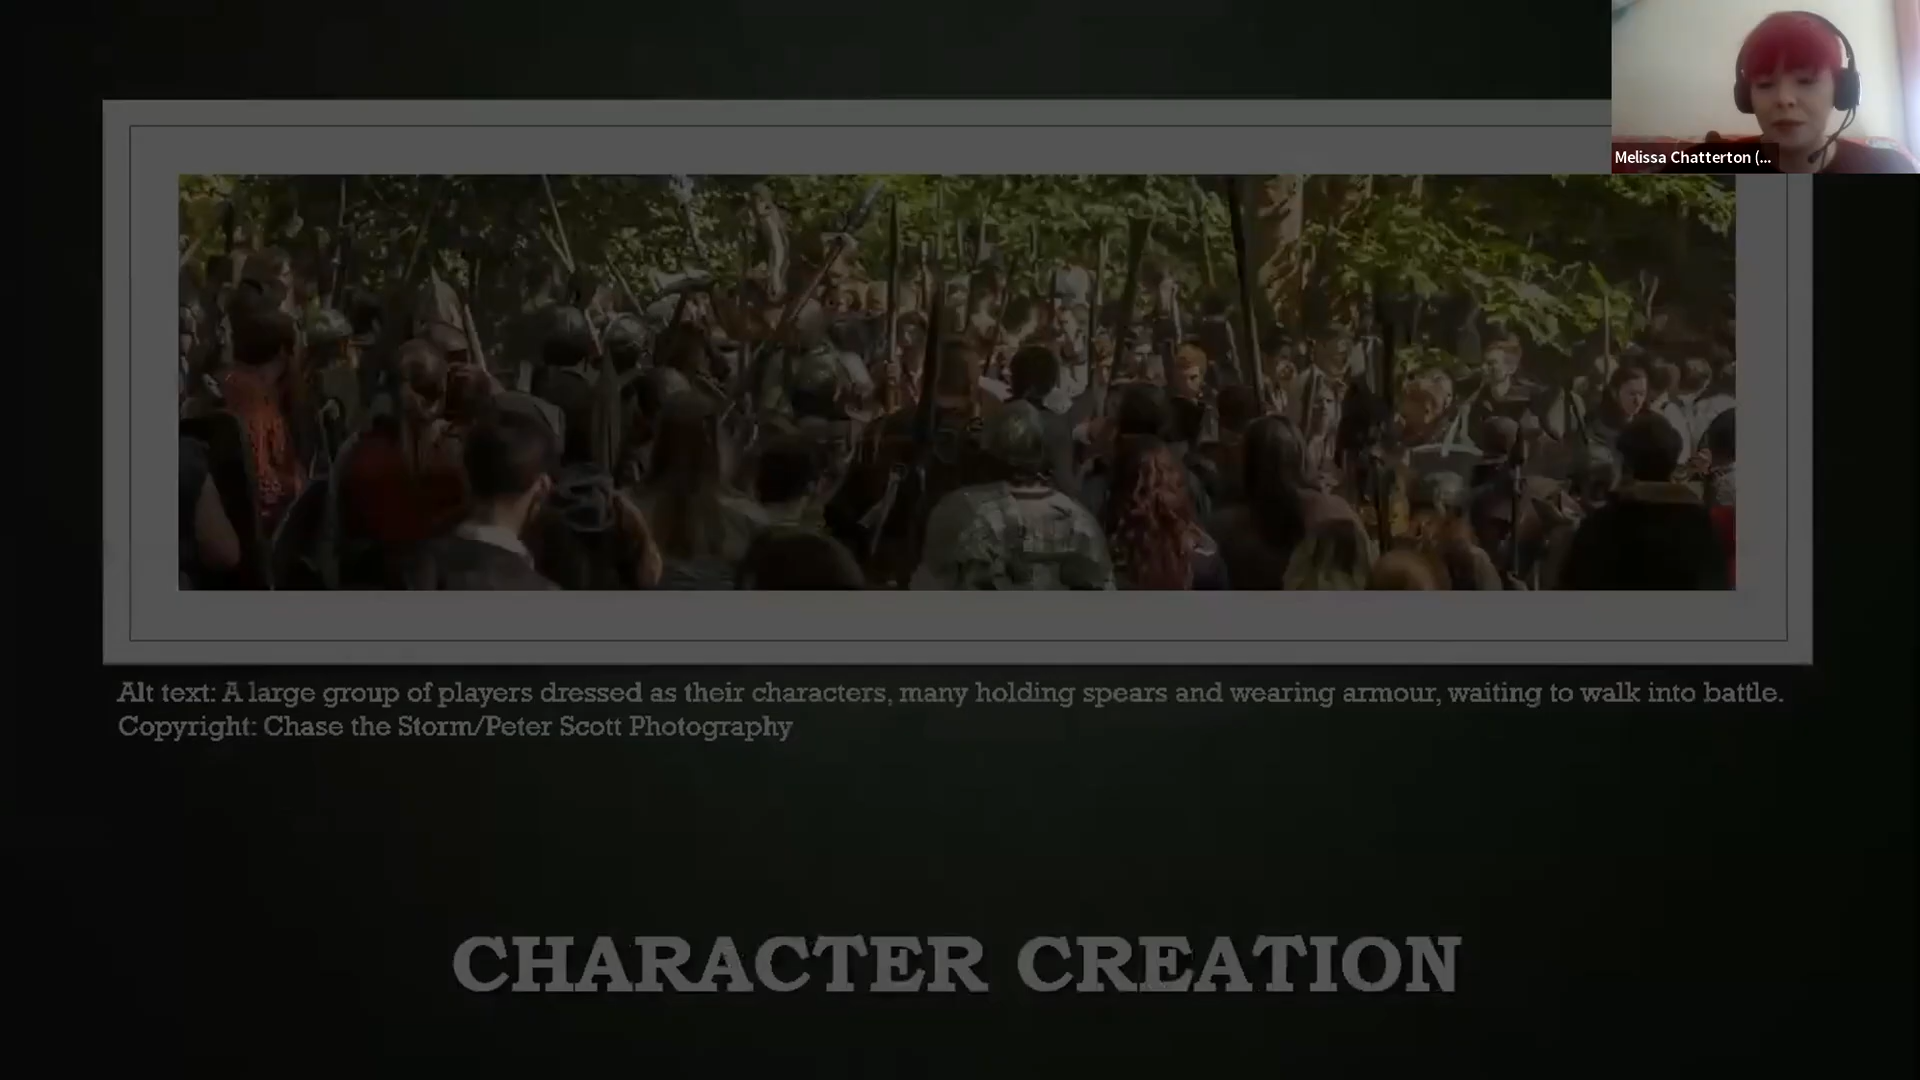 Melissa Chatterton (...
Alt text: A large group of players dressed as their characters, many holding spears and wearing armour, waiting to walk into battle.
Copyright: Chase the Storm/Peter Scott Photography
CHARACTER CREATION